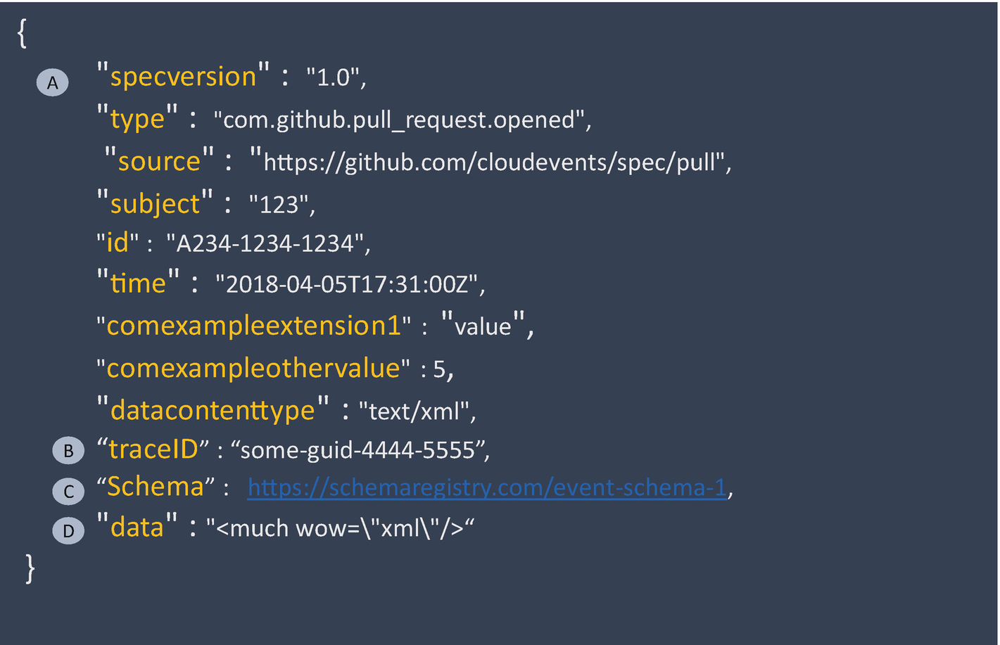 {
A "specversion" : "1.0",
"type" : "com.github.pull_request.opened",
"source" : "https://github.com/cloudevents/spec/pull",
"subject" : "123",
"id" : "A234-1234-1234",
"time" : "2018-04-05T17:31:00Z",
"comexampleextension1" : "value",
"comexampleothervalue" : 5,
"datacontenttype" : "text/xml",
B “traceID” : “some-guid-4444-5555”,
C “Schema” : https://schemaregistry.com/event-schema-1,
D "data" : "<much wow=\"xml\"/>“
}